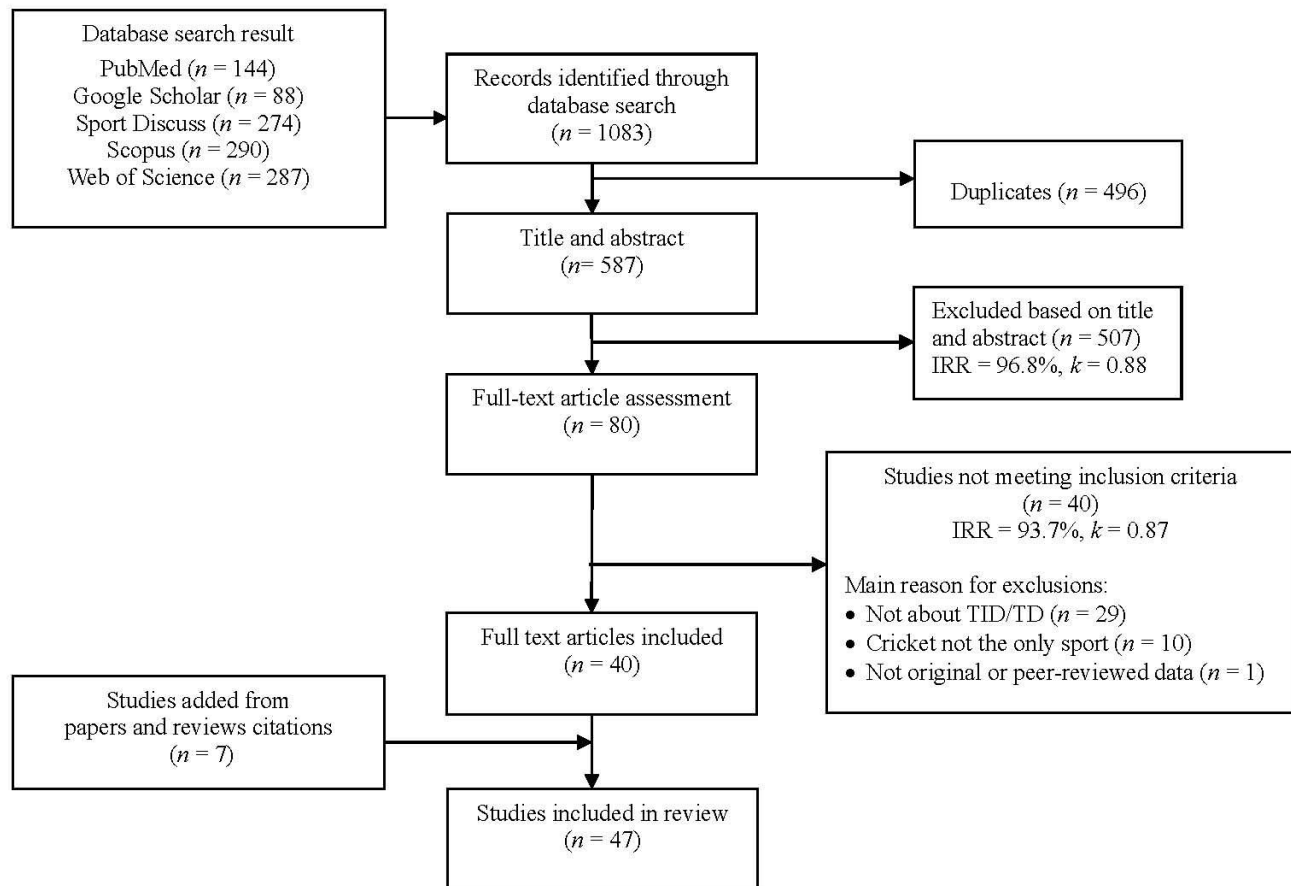 Database search result
PubMed (n = 144)
Google Scholar (n = 88)
Sport Discuss (n = 274)
Scopus (n = 290)
Web of Science (n = 287)
Records identified through
database search
(n = 1083)
Duplicates (n = 496)
Title and abstract
(n= 587)
Excluded based on title
and abstract (n = 507)
IRR = 96.8%, k = 0.88
Full-text article assessment
(n = 80)
Studies not meeting inclusion criteria
(n = 40)
IRR = 93.7%, k = 0.87
Main reason for exclusions:
• Not about TID/TD (n = 29)
• Cricket not the only sport (n = 10)
• Not original or peer-reviewed data (n = 1)
Full text articles included
(n = 40)
Studies added from
papers and reviews citations
(n = 7)
Studies included in review
(n = 47)